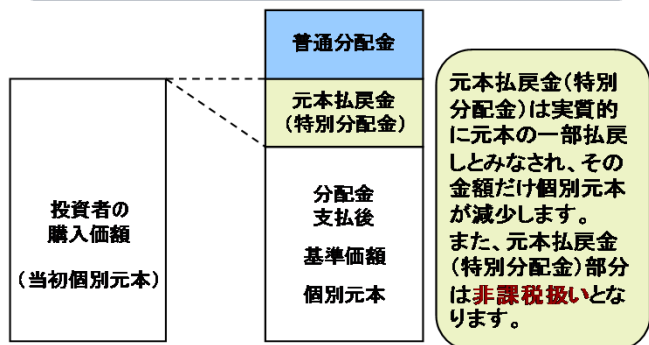 普通分配金
元本払戻金
(特別分配金)
投資者の
購入価額
(当初個別元本)
分配金
支払後
基準価額
個別元本
元本払戻金(特別
分配金)は実質的
に元本の一部払戻
しとみなされ、その
金額だけ個別元本
が減少します。
また、元本払戻金
(特別分配金)部分
は非課税扱いとな
ります。